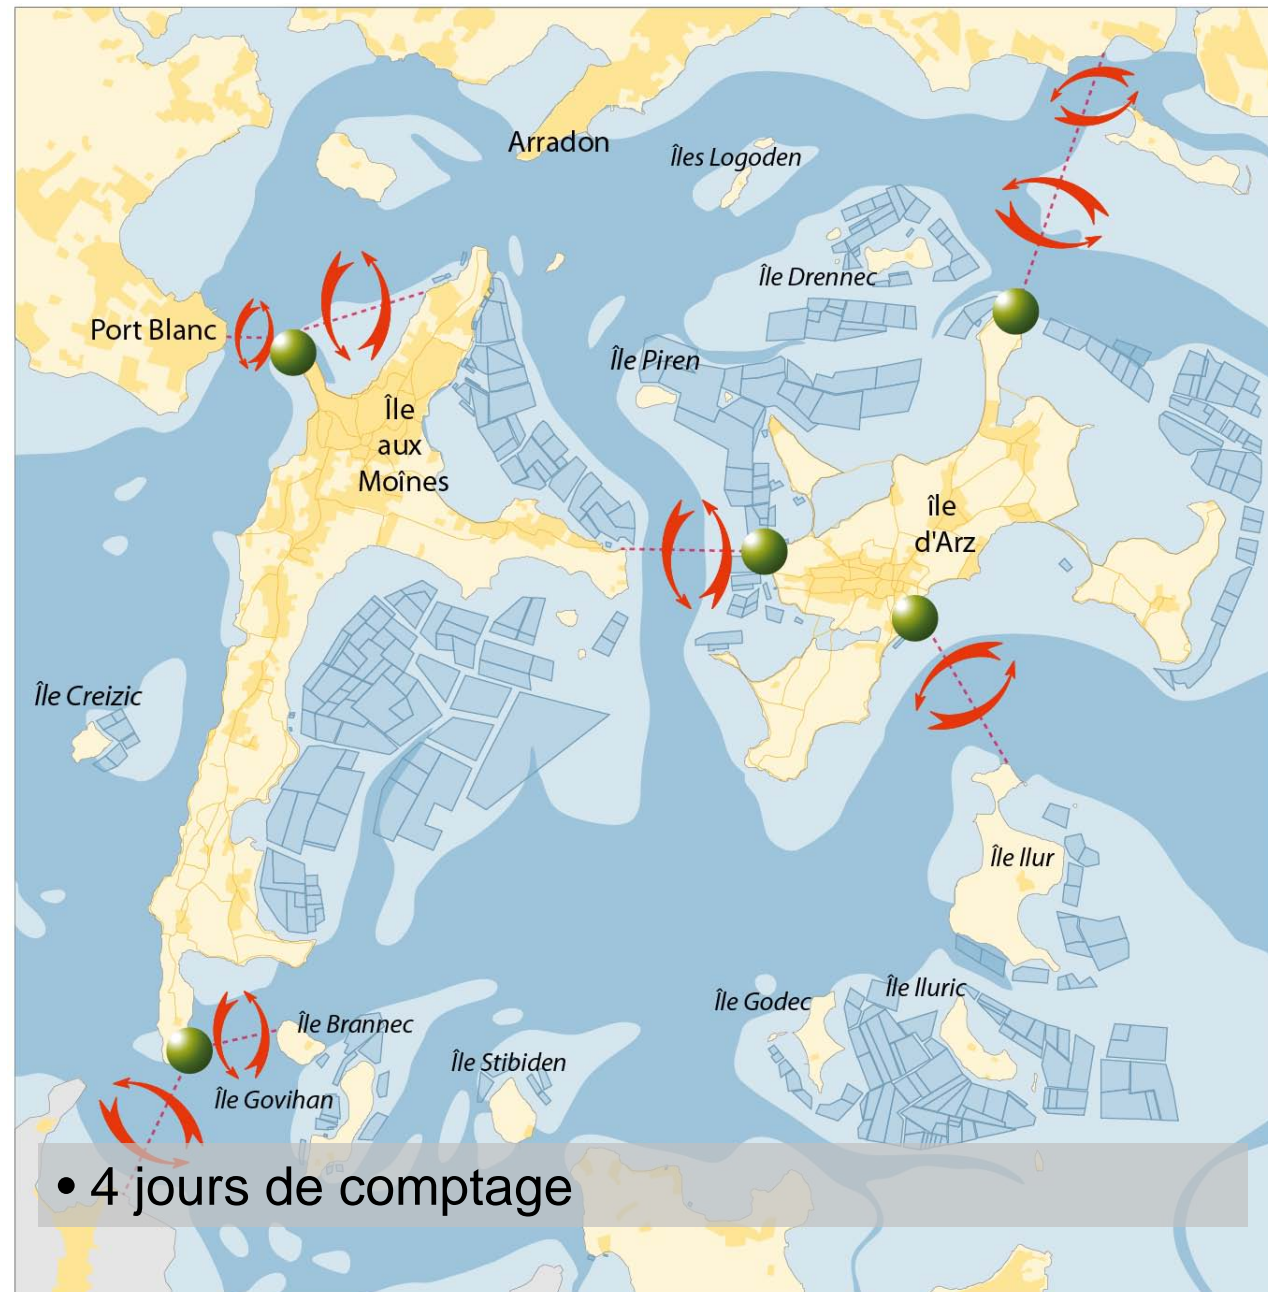 Arradon
Îles Logoden
Île Drennec
Port Blanc
Île Piren
Île
aux
Moînes
île
d'Arz
Île Creizic
Île Ilur
Île Iluric
Île Godec
Île Brannec
Île Stibiden
Île Govihan
• 4 jours de comptage